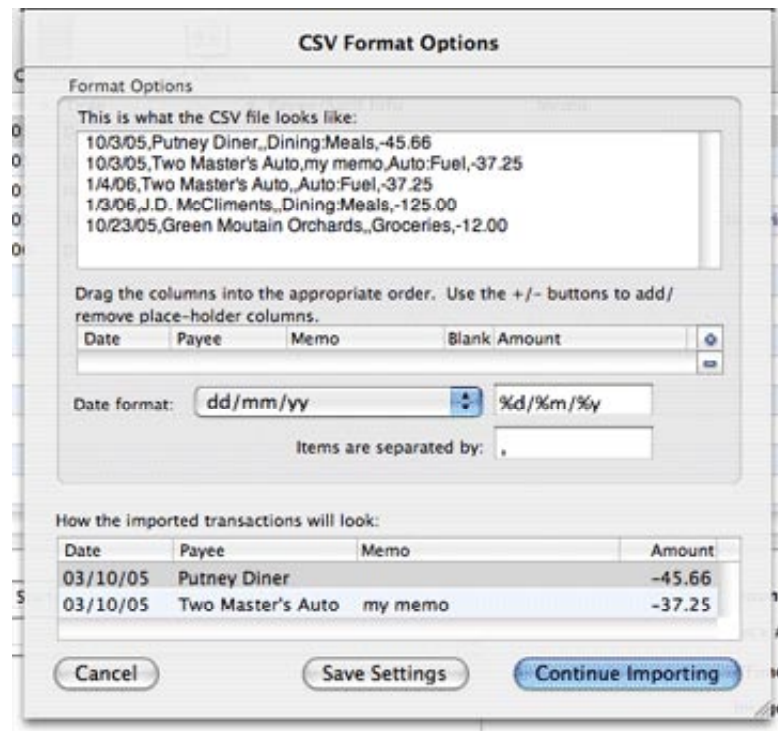 CSV Format Options
Format Options
This is what the CSV file looks like:
10/3/05,Putney Diner,,Dining:Meals,-45.66
10/3/05,Two Master's Auto,my memo,Auto:Fuel,-37.25
1/4/06,Two Master's Auto,,Auto:Fuel,-37.25
1/3/06,J.D. McCliments,,Dining:Meals,-125.00
10/23/05,Green Moutain Orchards,,Groceries,-12.00
Drag the columns into the appropriate order. Use the +/- buttons to add/
remove place-holder columns.
Date Payee Memo Blank Amount
Date format: dd/mm/yy %d/%m/%y
Items are separated by: ,
How the imported transactions will look:
Date Payee Memo Amount
03/10/05 Putney Diner -45.66
03/10/05 Two Master's Auto my memo -37.25
Cancel Save Settings Continue Importing